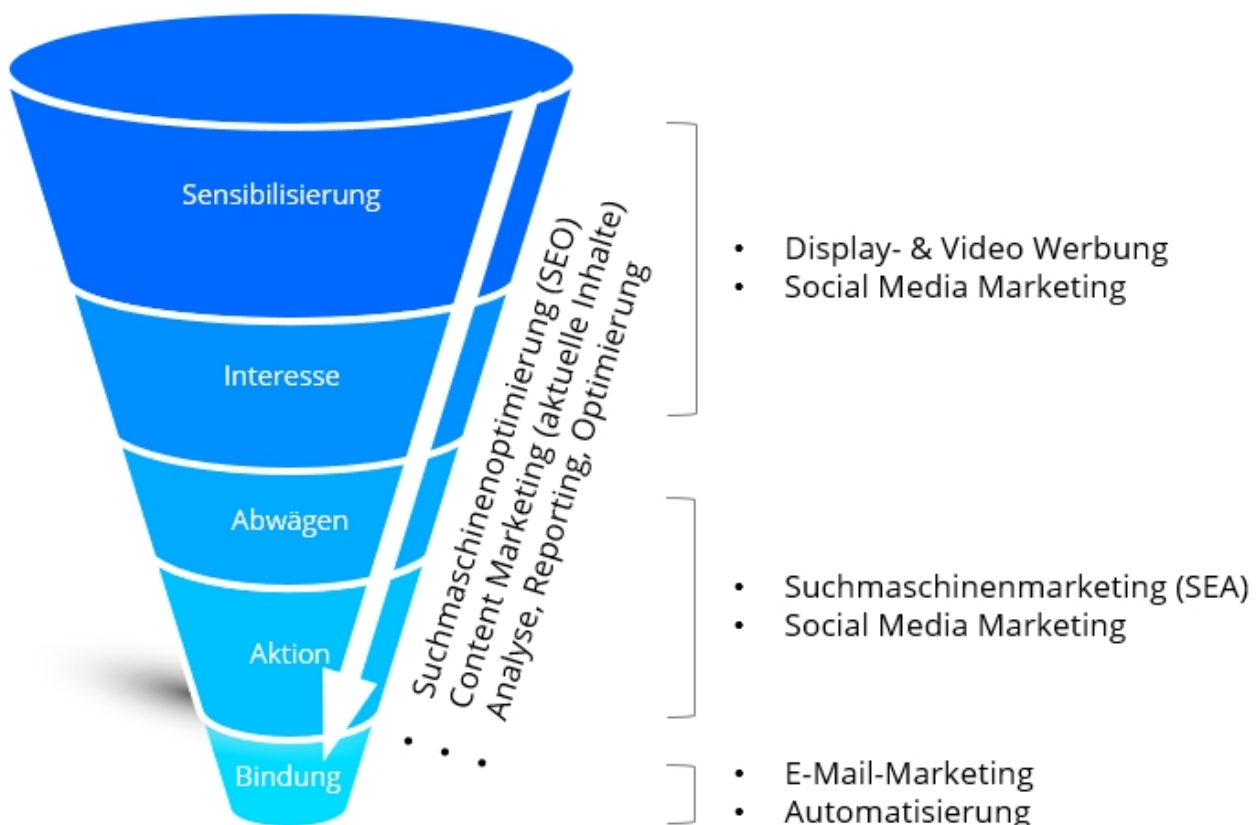 Sensibilisierung
Interesse
Abwägen
Aktion
Bindung
• Suchmaschinenoptimierung (SEO)
• Content Marketing (aktuelle Inhalte)
• Analyse, Reporting, Optimierung
• Display- & Video Werbung
• Social Media Marketing
• Suchmaschinenmarketing (SEA)
• Social Media Marketing
• E-Mail-Marketing
• Automatisierung